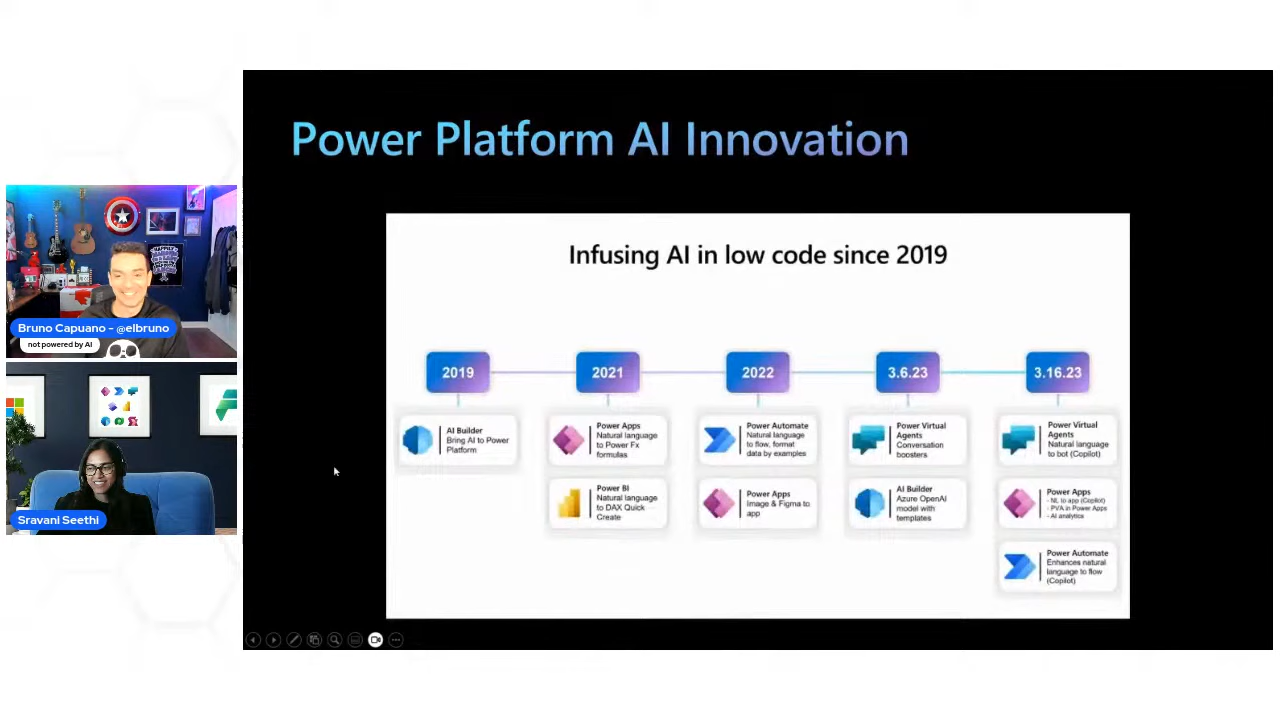 Power Platform AI Innovation
Infusing AI in low code since 2019
2019
2021
2022
3.6.23
3.16.23
AI Builder
Bring AI to Power
Platform
Power Apps
Natural language
to Power Fx
formulas
Power BI
Natural language
to DAX Quick
Create
Power Automate
Natural language
to flow, format
data by examples
Power Apps
Image & Figma to
app
Power Virtual
Agents
Conversation
boosters
AI Builder
Azure OpenAI
model with
templates
Power Virtual
Agents
Natural language
to bot (Copilot)
Power Apps
- NL to app (Copilot)
- PVA in Power Apps
- AI analytics
Power Automate
Enhances natural
language to flow
(Copilot)
Bruno Capuano - @elbruno
not powered by AI
Sravani Seethi